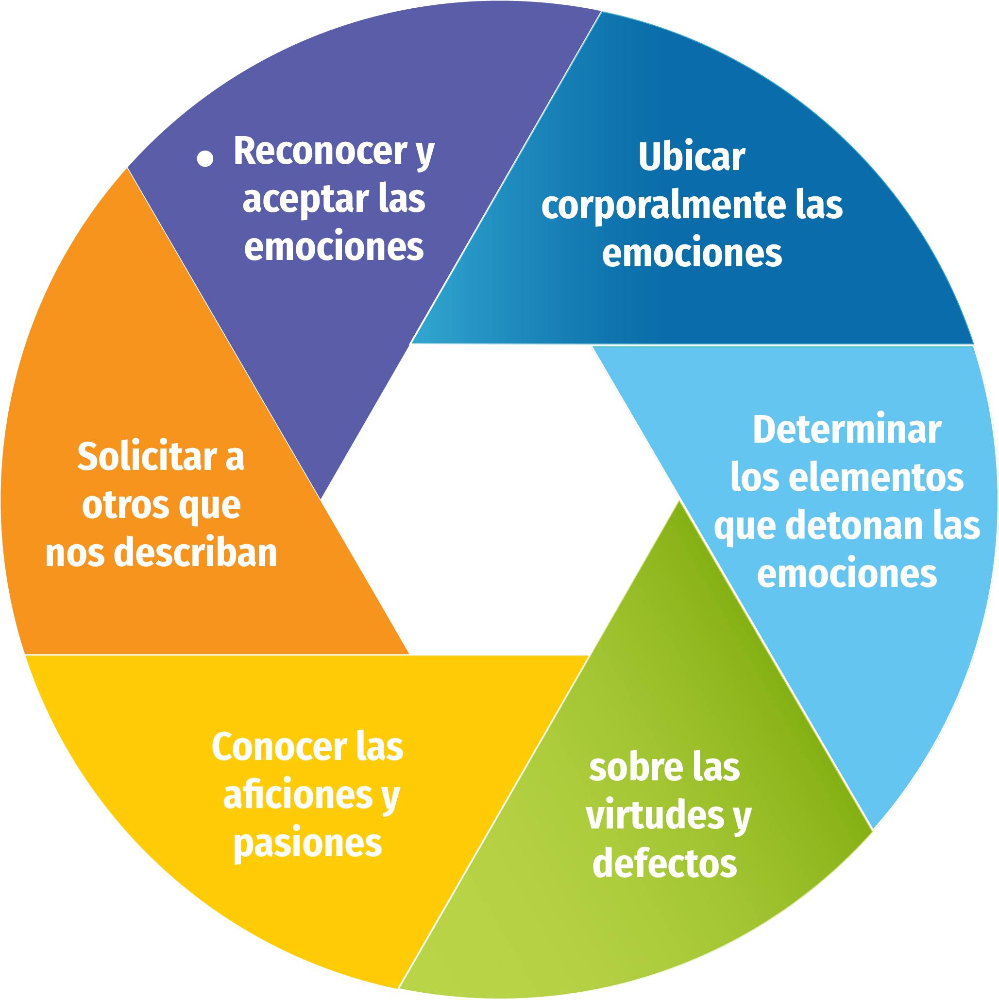 • Reconocer y
aceptar las
emociones
Ubicar
corporalmente las
emociones
Determinar
los elementos
que detonan las
emociones
sobre las
virtudes y
defectos
Conocer las
aficiones y
pasiones
Solicitar a
otros que
nos describan